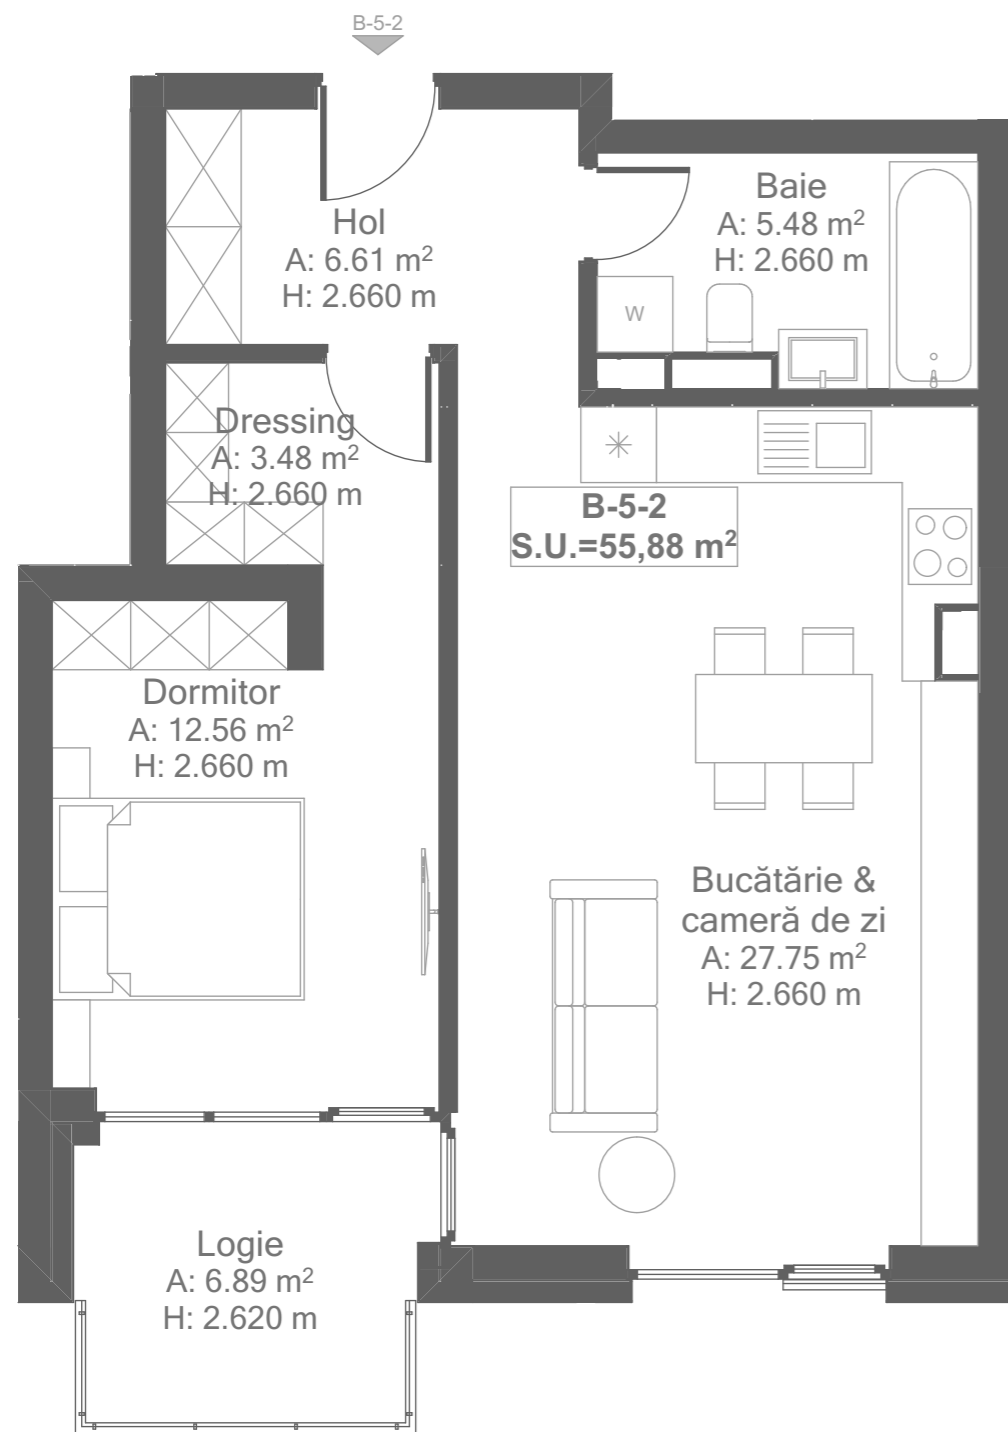 B-5-2
Hol
A: 6.61 m²
H: 2.660 m
Baie
A: 5.48 m²
H: 2.660 m
W
Dressing
A: 3.48 m²
H: 2.660 m
B-5-2
S.U.=55,88 m²
Dormitor
A: 12.56 m²
H: 2.660 m
Bucătărie &
cameră de zi
A: 27.75 m²
H: 2.660 m
Logie
A: 6.89 m²
H: 2.620 m